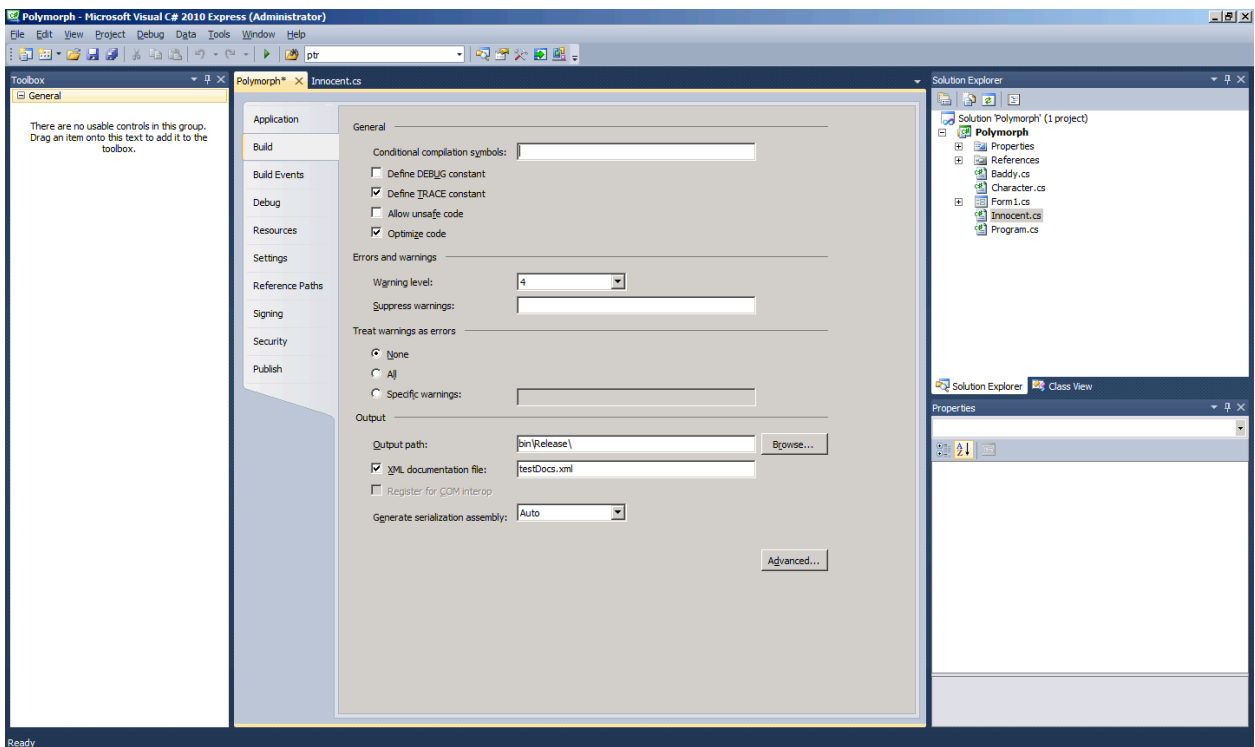 Polymorph - Microsoft Visual C# 2010 Express (Administrator)
File Edit View Project Debug Data Tools Window Help
ptr
Toolbox
General
There are no usable controls in this group.
Drag an item onto this text to add it to the
toolbox.
Polymorph* Innocent.cs
Application
Build
Build Events
Debug
Resources
Settings
Reference Paths
Signing
Security
Publish
General
Conditional compilation symbols:
Define DEBUG constant
Define TRACE constant
Allow unsafe code
Optimize code
Errors and warnings
Warning level: 4
Suppress warnings:
Treat warnings as errors
None
All
Specific warnings:
Output
Output path: bin\Release\ Browse...
XML documentation file: testDocs.xml
Register for COM interop
Generate serialization assembly: Auto
Advanced...
Solution Explorer
Solution 'Polymorph' (1 project)
Polymorph
Properties
References
Baddy.cs
Character.cs
Form1.cs
Innocent.cs
Program.cs
Solution Explorer Class View
Properties
Ready